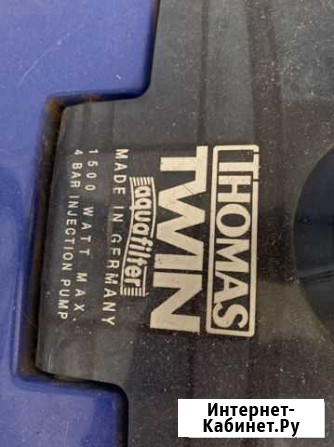 THOMAS
TWIN
aquafilter
MADE IN GERMANY
1500 WATT MAX.
4 BAR INJECTION PUMP
Интернет-
Кабинет.Ру